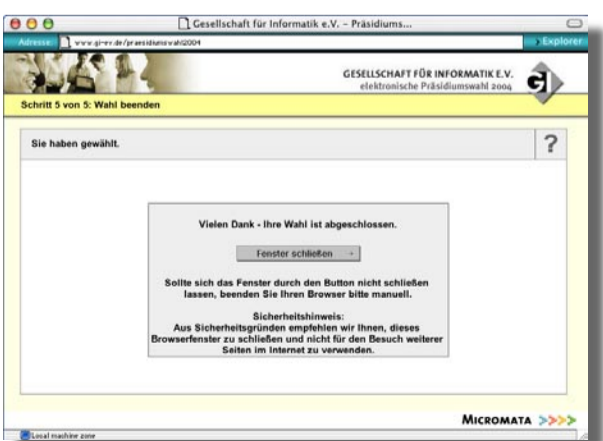 Gesellschaft für Informatik e.V. – Präsidiums...
Adresse: www.gi-ev.de/praesidiumswahl2004
Explorer
GESELLSCHAFT FÜR INFORMATIK E.V.
elektronische Präsidiumswahl 2004
GI
Schritt 5 von 5: Wahl beenden
Sie haben gewählt.
?
Vielen Dank - Ihre Wahl ist abgeschlossen.
Fenster schließen
Sollte sich das Fenster durch den Button nicht schließen
lassen, beenden Sie Ihren Browser bitte manuell.
Sicherheitshinweis:
Aus Sicherheitsgründen empfehlen wir Ihnen, dieses
Browserfenster zu schließen und nicht für den Besuch weiterer
Seiten im Internet zu verwenden.
MICROMATA >>>>
Local machine zone